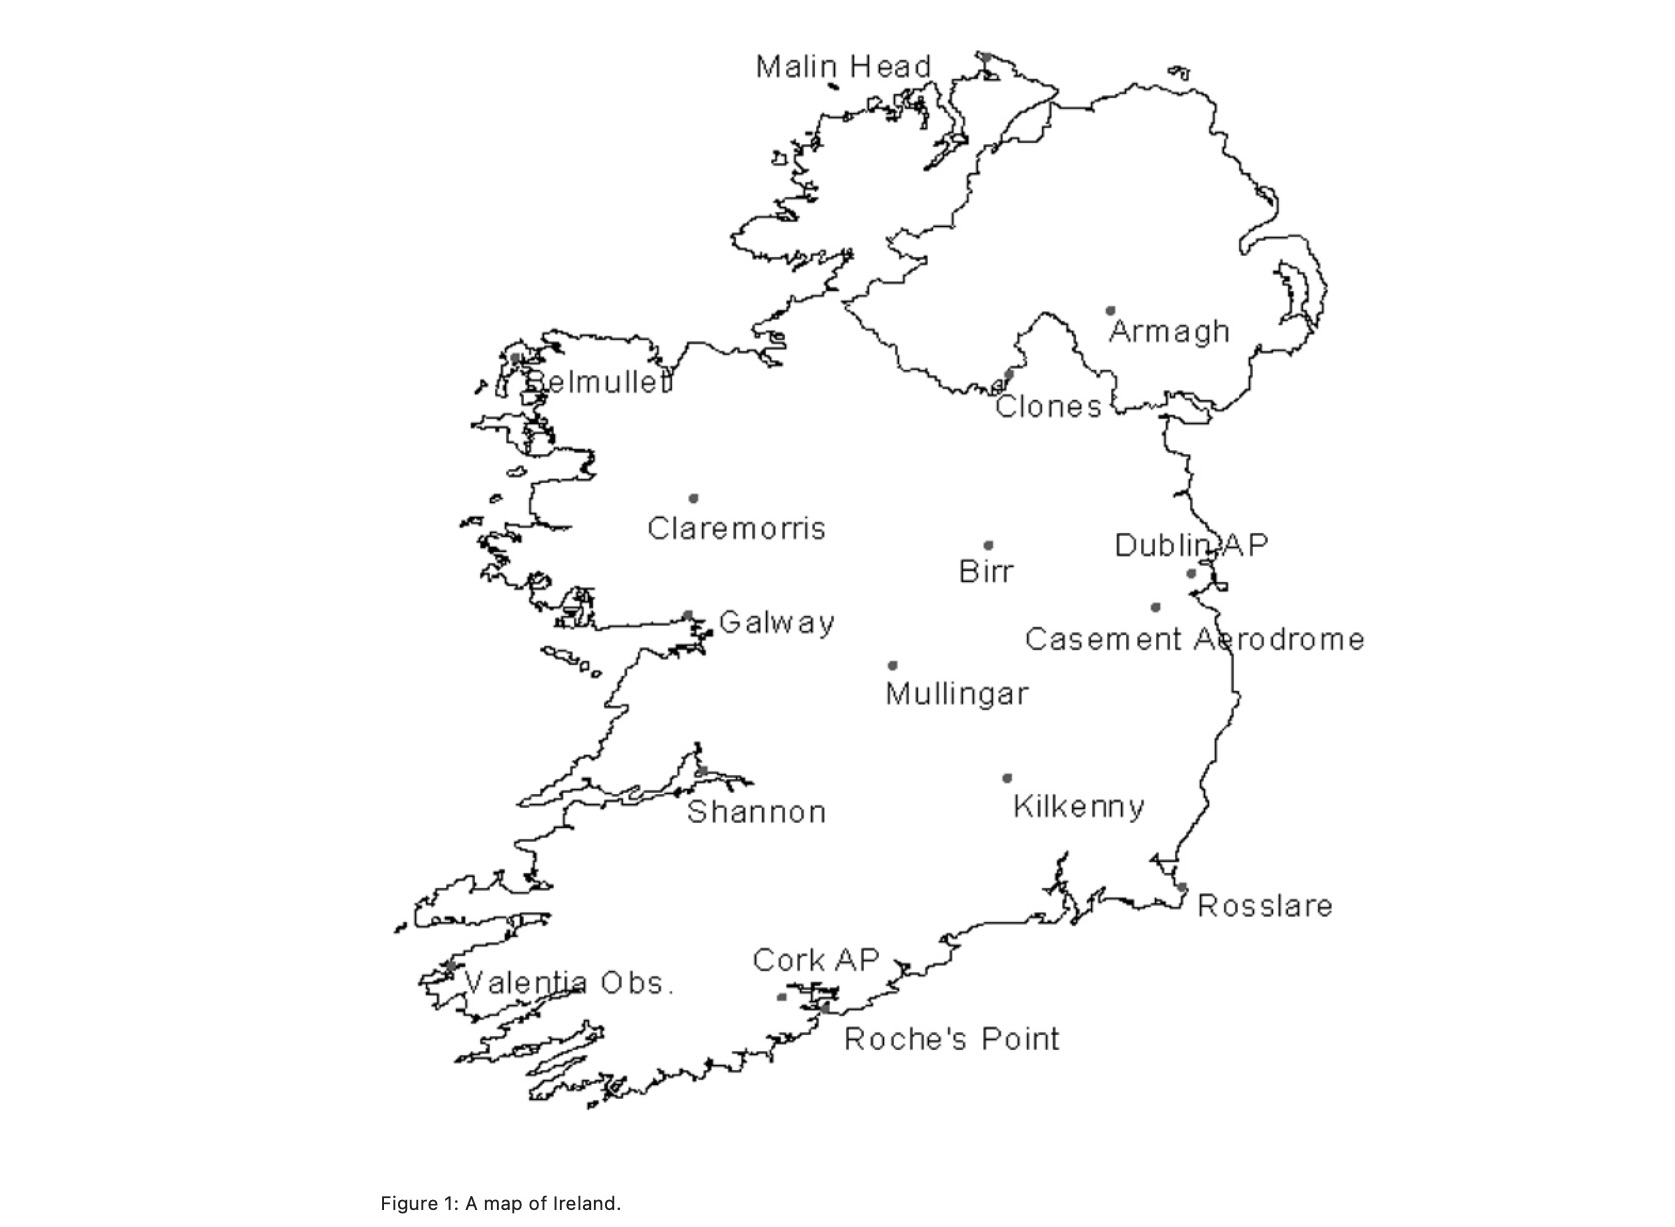 Malin Head
Armagh
Belmullet
Clones
Claremorris
Dublin AP
Birr
Galway
Casement Aerodrome
Mullingar
Kilkenny
Shannon
Rosslare
Cork AP
Valentia Obs.
Roche's Point
Figure 1: A map of Ireland.